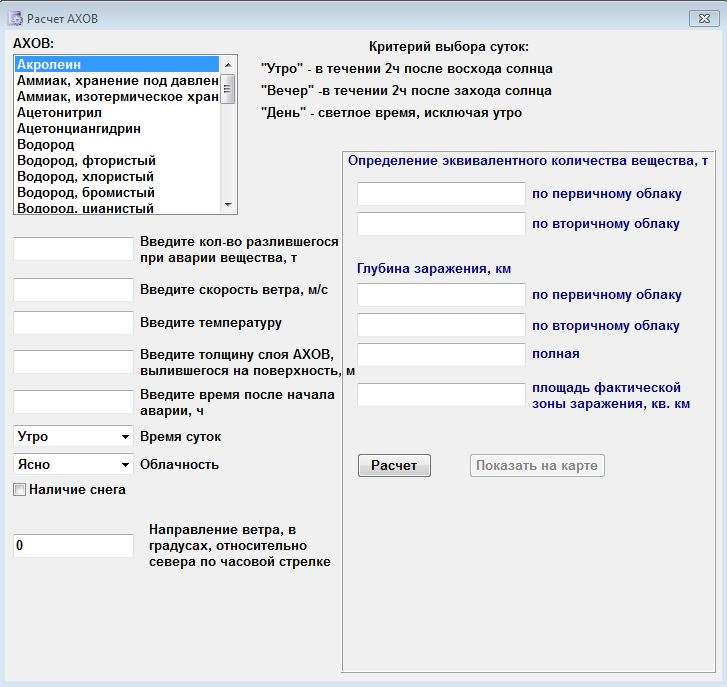 Расчет АХОВ
АХОВ:
Акролеин
Аммиак, хранение под давлен
Аммиак, изотермическое хран
Ацетонитрил
Ацетонциангидрин
Водород
Водород, фтористый
Водород, хлористый
Водород, бромистый
Водород, цианистый
Критерий выбора суток:
"Утро" - в течении 2ч после восхода солнца
"Вечер" -в течении 2ч после захода солнца
"День" - светлое время, исключая утро
Введите кол-во разлившегося
при аварии вещества, т
Введите скорость ветра, м/с
Введите температуру
Введите толщину слоя АХОВ,
вылившегося на поверхность, м
Введите время после начала
аварии, ч
Утро
Время суток
Ясно
Облачность
Наличие снега
0
Направление ветра, в
градусах, относительно
севера по часовой стрелке
Определение эквивалентного количества вещества, т
по первичному облаку
по вторичному облаку
Глубина заражения, км
по первичному облаку
по вторичному облаку
полная
площадь фактической
зоны заражения, кв. км
Расчет
Показать на карте